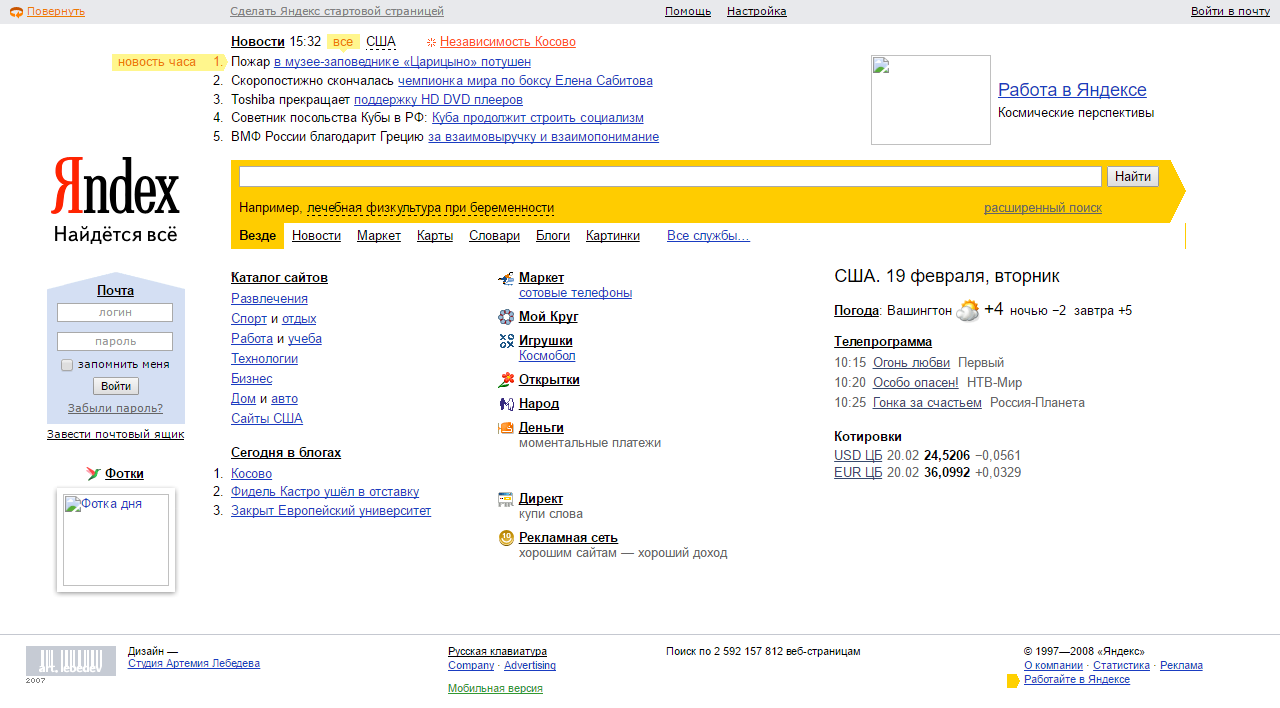 Повернуть
Сделать Яндекс стартовой страницей
Помощь Настройка
Войти в почту
Новости 15:32 все США Независимость Косово
новость часа 1. Пожар в музее-заповеднике «Царицыно» потушен
2. Скоропостижно скончалась чемпионка мира по боксу Елена Сабитова
3. Toshiba прекращает поддержку HD DVD плееров
4. Советник посольства Кубы в РФ: Куба продолжит строить социализм
5. ВМФ России благодарит Грецию за взаимовыручку и взаимопонимание
Работа в Яндексе
Космические перспективы
Яndex
Найдётся всё
Найти
Например, лечебная физкультура при беременности
расширенный поиск
Везде Новости Маркет Карты Словари Блоги Картинки Все службы...
Почта
логин
пароль
запомнить меня
Войти
Забыли пароль?
Завести почтовый ящик
Фотки
Фотка дня
Каталог сайтов
Развлечения
Спорт и отдых
Работа и учеба
Технологии
Бизнес
Дом и авто
Сайты США
Сегодня в блогах
1. Косово
2. Фидель Кастро ушёл в отставку
3. Закрыт Европейский университет
Маркет
сотовые телефоны
Мой Круг
Игрушки
Космобол
Открытки
Народ
Деньги
моментальные платежи
Директ
купи слова
Рекламная сеть
хорошим сайтам — хороший доход
США. 19 февраля, вторник
Погода: Вашингтон +4 ночью −2 завтра +5
Телепрограмма
10:15 Огонь любви Первый
10:20 Особо опасен! НТВ-Мир
10:25 Гонка за счастьем Россия-Планета
Котировки
USD ЦБ 20.02 24,5206 −0,0561
EUR ЦБ 20.02 36,0992 +0,0329
art. lebedev
2007
Дизайн —
Студия Артемия Лебедева
Русская клавиатура
Company · Advertising
Мобильная версия
Поиск по 2 592 157 812 веб-страницам
© 1997—2008 «Яндекс»
О компании · Статистика · Реклама
Работайте в Яндексе